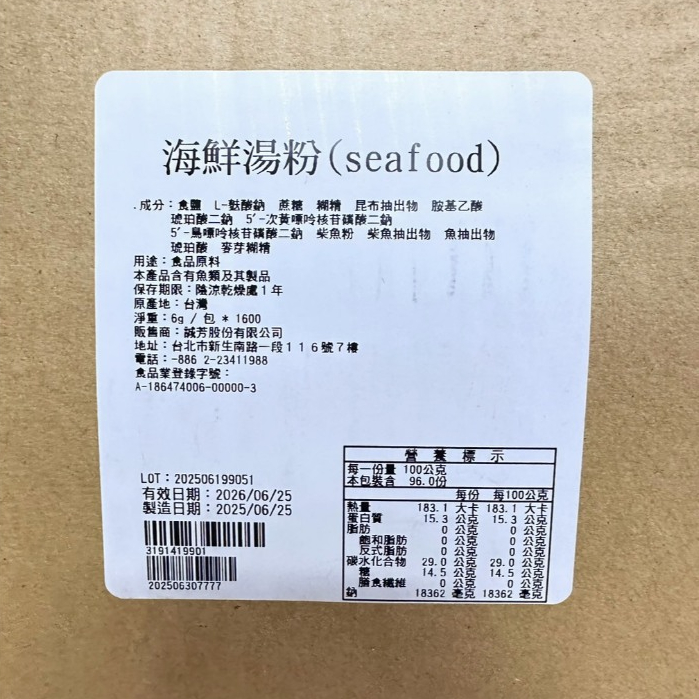 海鮮湯粉(seafood)
.成分：食鹽 L-麩酸鈉 蔗糖 糊精 昆布抽出物 胺基乙酸
琥珀酸二鈉 5'-次黃嘌呤核苷磷酸二鈉
5'-鳥嘌呤核苷磷酸二鈉 柴魚粉 柴魚抽出物 魚抽出物
琥珀酸 麥芽糊精
用途：食品原料
本產品含有魚類及其製品
保存期限：陰涼乾燥處1年
原產地：台灣
淨重：6g / 包 * 1600
販售商：誠芳股份有限公司
地址：台北市新生南路一段116號7樓
電話：-886 2-23411988
食品業登錄字號：
A-186474006-00000-3
LOT：202506199051
有效日期：2026/06/25
製造日期：2025/06/25
3191419901
202506307777
營 養 標 示
每一份量 100公克
本包裝含 96.0份
每份 每100公克
熱量 183.1 大卡 183.1 大卡
蛋白質 15.3 公克 15.3 公克
脂肪 0 公克 0 公克
飽和脂肪 0 公克 0 公克
反式脂肪 0 公克 0 公克
碳水化合物 29.0 公克 29.0 公克
糖 14.5 公克 14.5 公克
膳食纖維 0 公克 0 公克
鈉 18362 毫克 18362 毫克